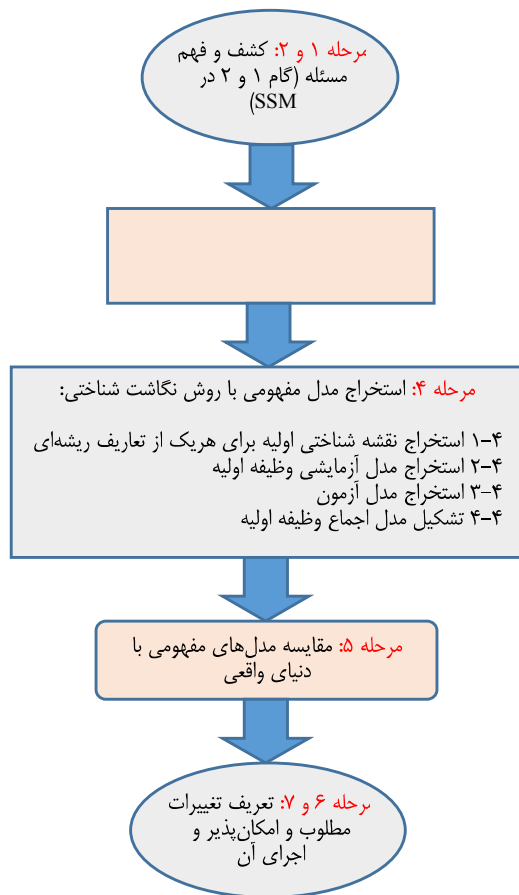 مرحله ۱ و ۲: کشف و فهم
مسئله (گام ۱ و ۲ در
SSM)
مرحله ۴: استخراج مدل مفهومی با روش نگاشت شناختی:
۴-۱ استخراج نقشه شناختی اولیه برای هریک از تعاریف ریشه‌ای
۴-۲ استخراج مدل آزمایشی وظیفه اولیه
۴-۳ استخراج مدل آزمون
۴-۴ تشکیل مدل اجماع وظیفه اولیه
مرحله ۵: مقایسه مدل‌های مفهومی با
دنیای واقعی
مرحله ۶ و ۷: تعریف تغییرات
مطلوب و امکان‌پذیر و
اجرای آن